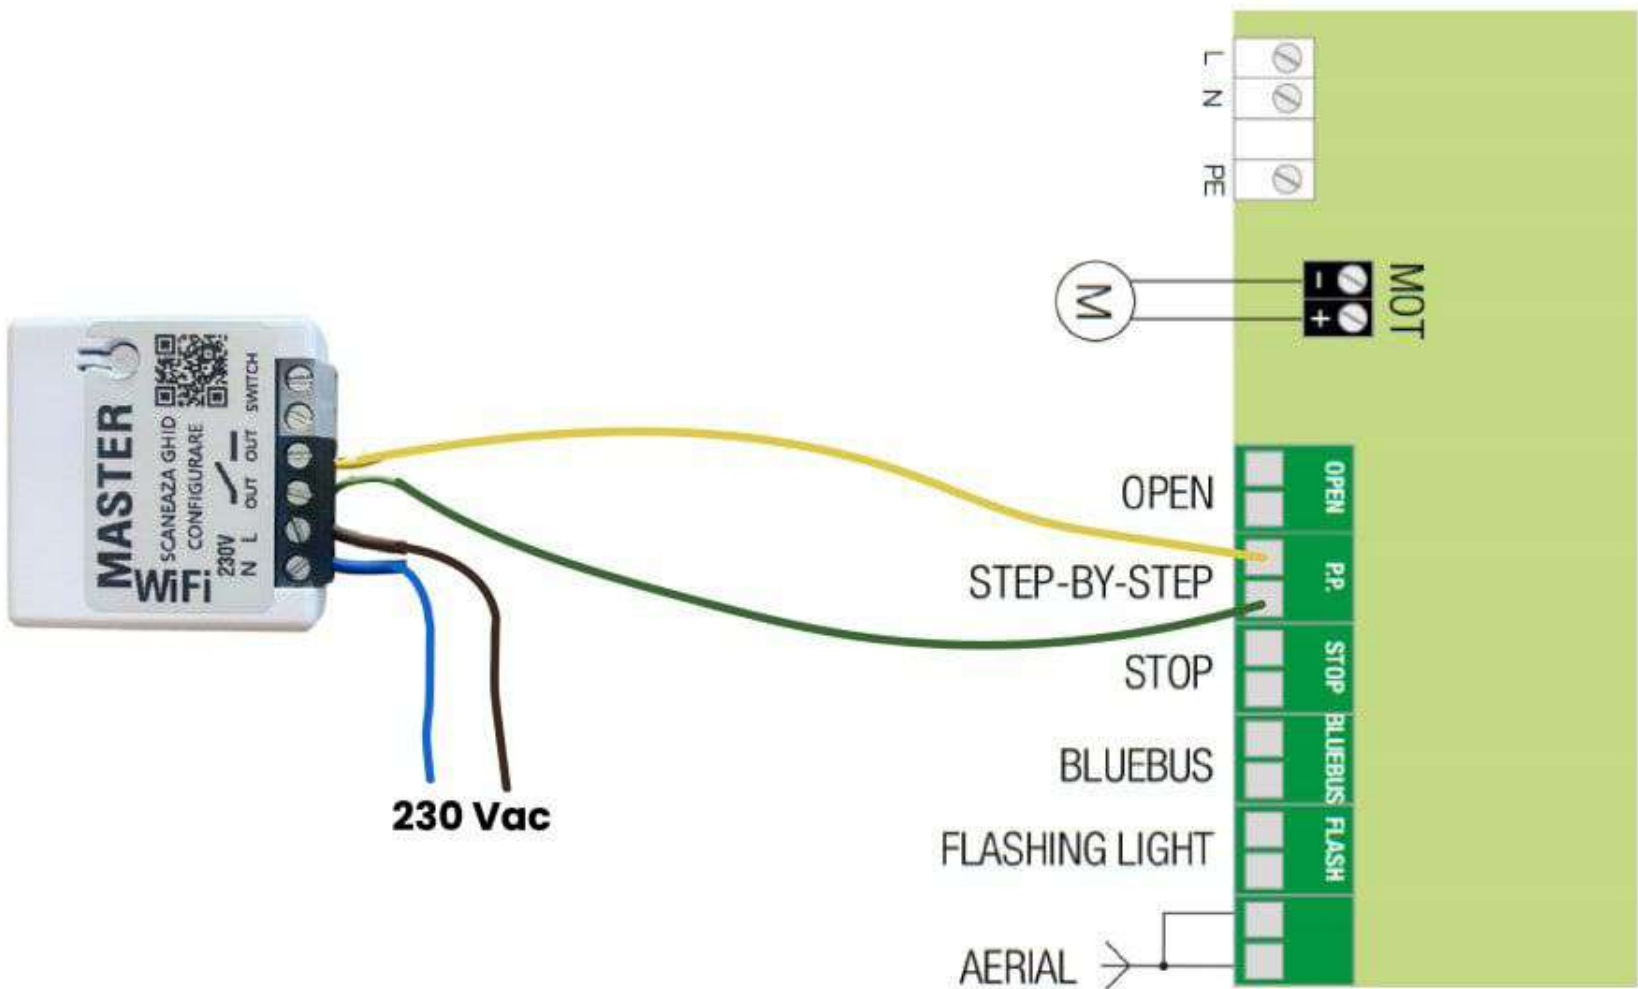 L
N
PE
M
-
+
MOT
MASTER
WiFi
SCANEAZA GHID
CONFIGURARE
230V
N L OUT OUT SWITCH
230 Vac
OPEN
OPEN
STEP-BY-STEP
P.P.
STOP
STOP
BLUEBUS
BLUEBUS
FLASHING LIGHT
FLASH
AERIAL